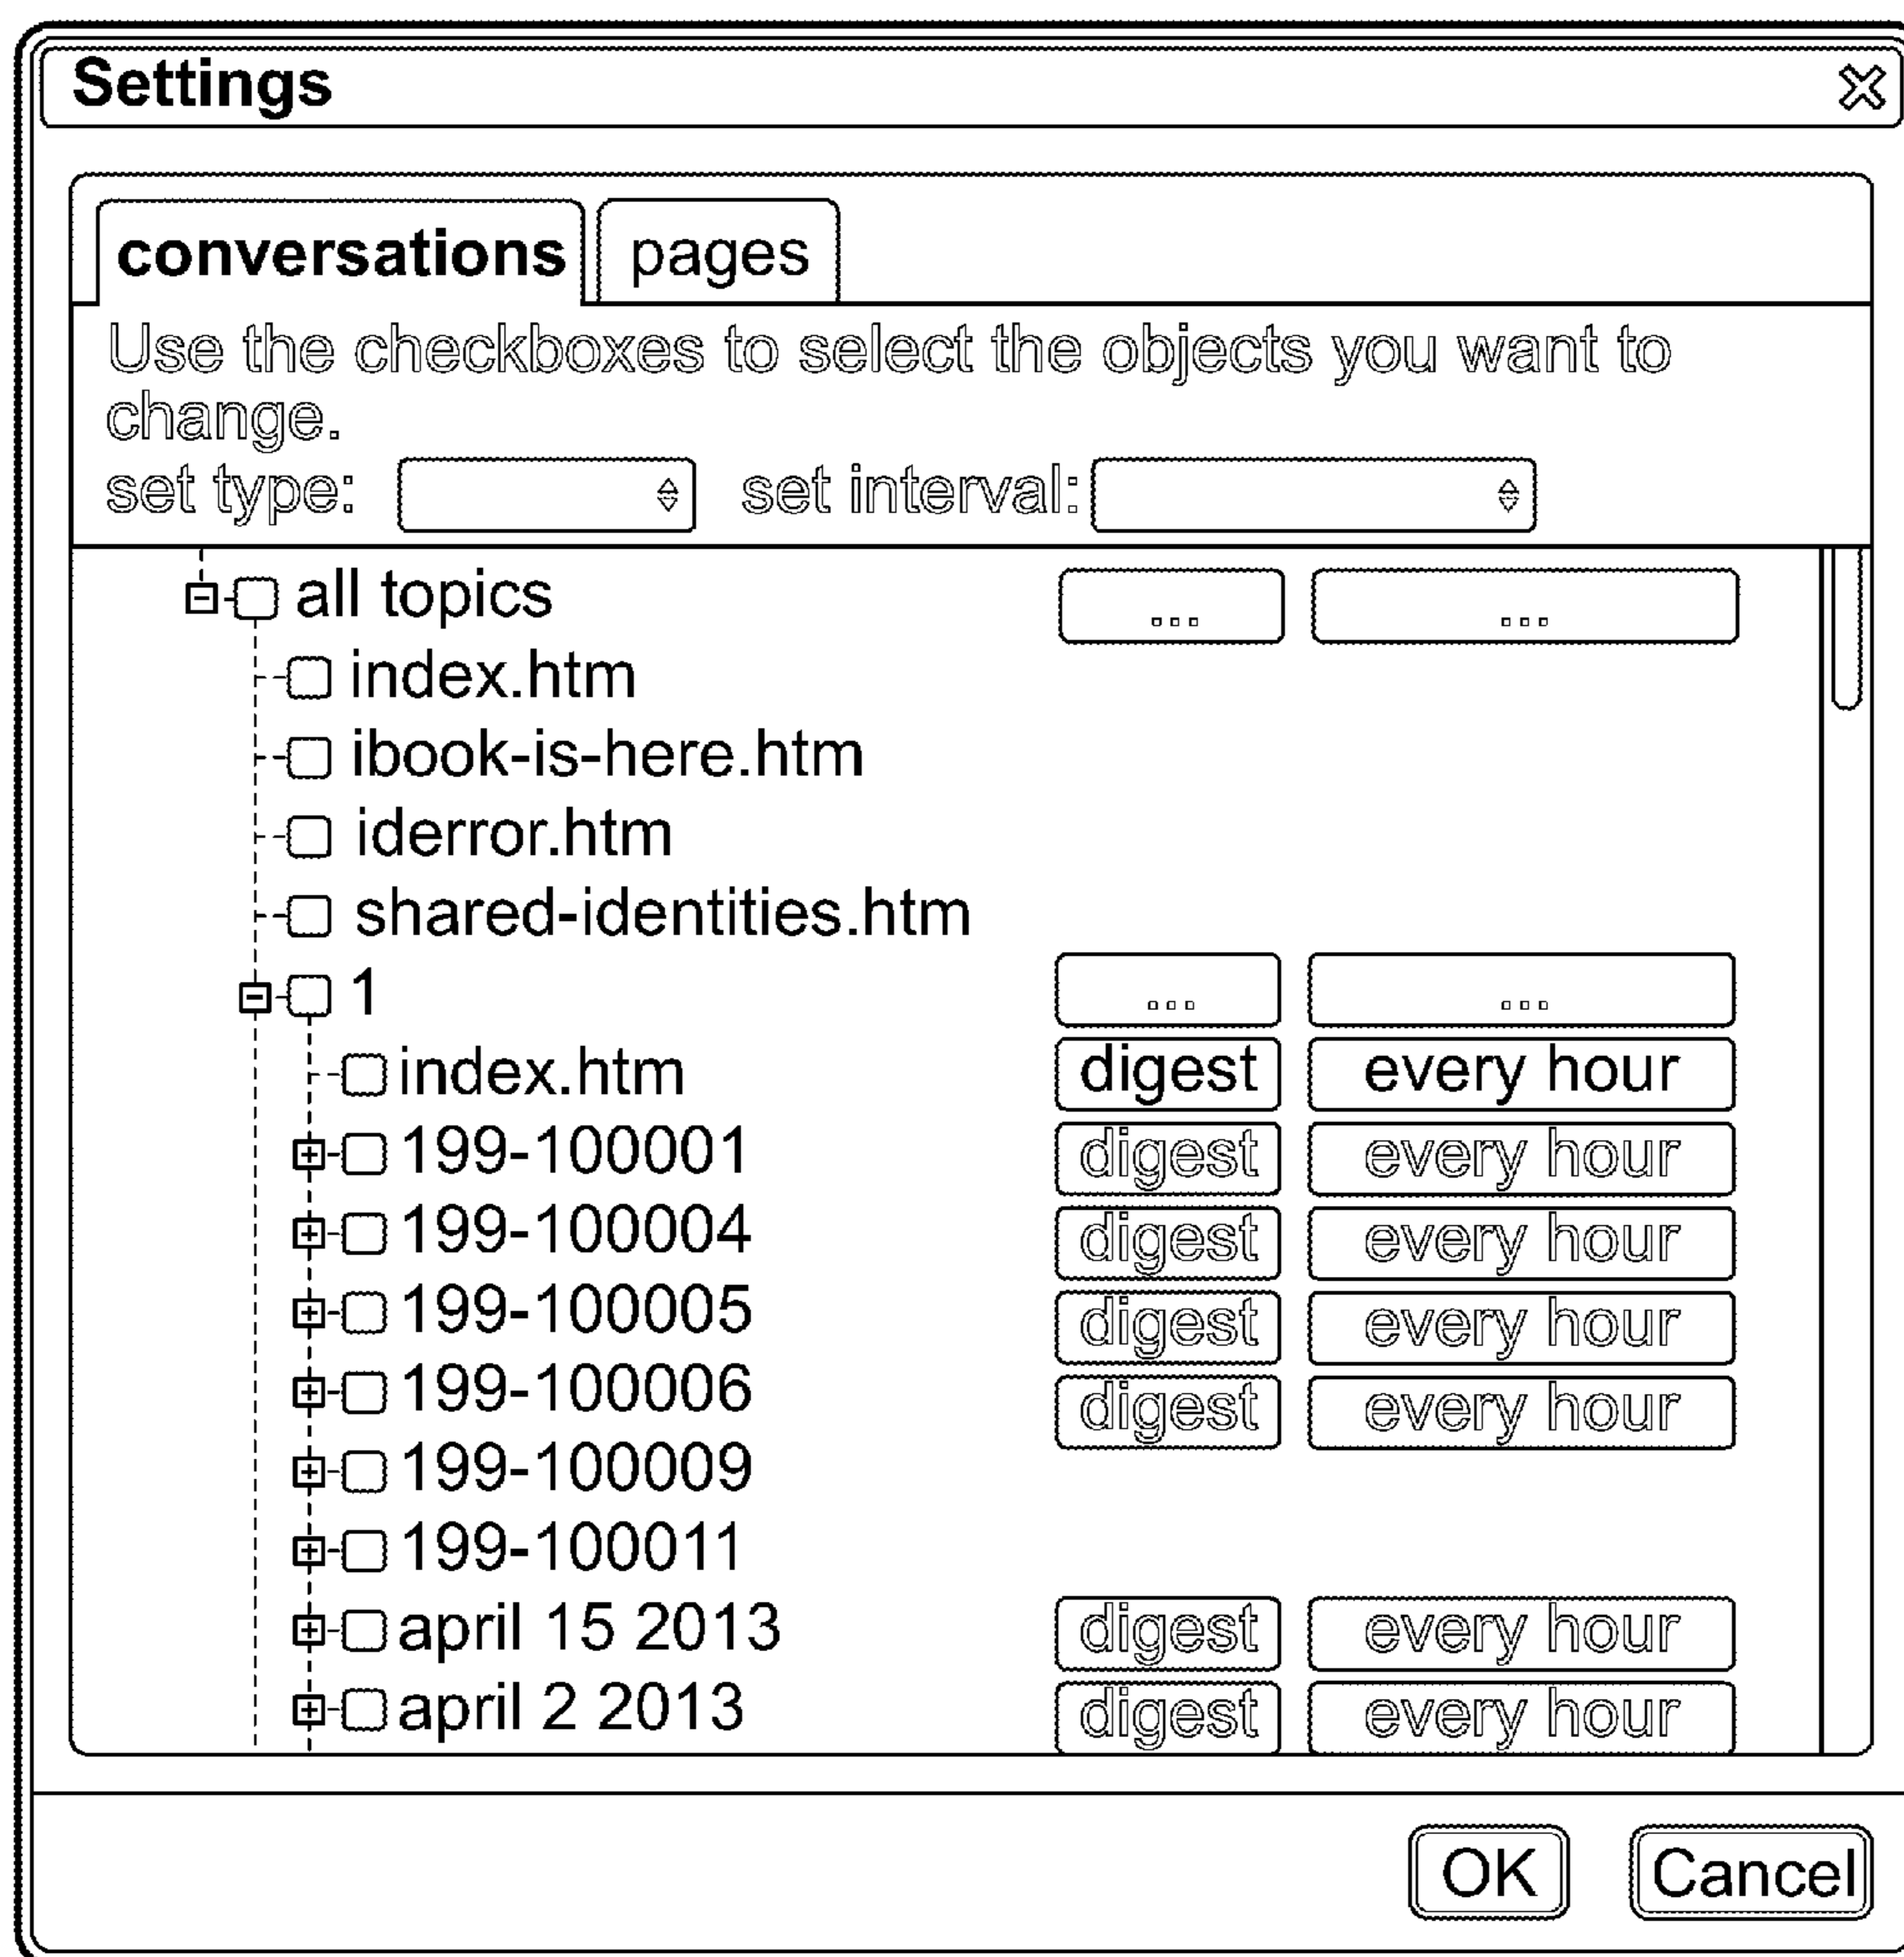 Settings
conversations pages
Use the checkboxes to select the objects you want to
change.
set type: set interval:
all topics ... ...
index.htm
ibook-is-here.htm
iderror.htm
shared-identities.htm
1 ... ...
index.htm digest every hour
199-100001 digest every hour
199-100004 digest every hour
199-100005 digest every hour
199-100006 digest every hour
199-100009
199-100011
april 15 2013 digest every hour
april 2 2013 digest every hour
OK Cancel